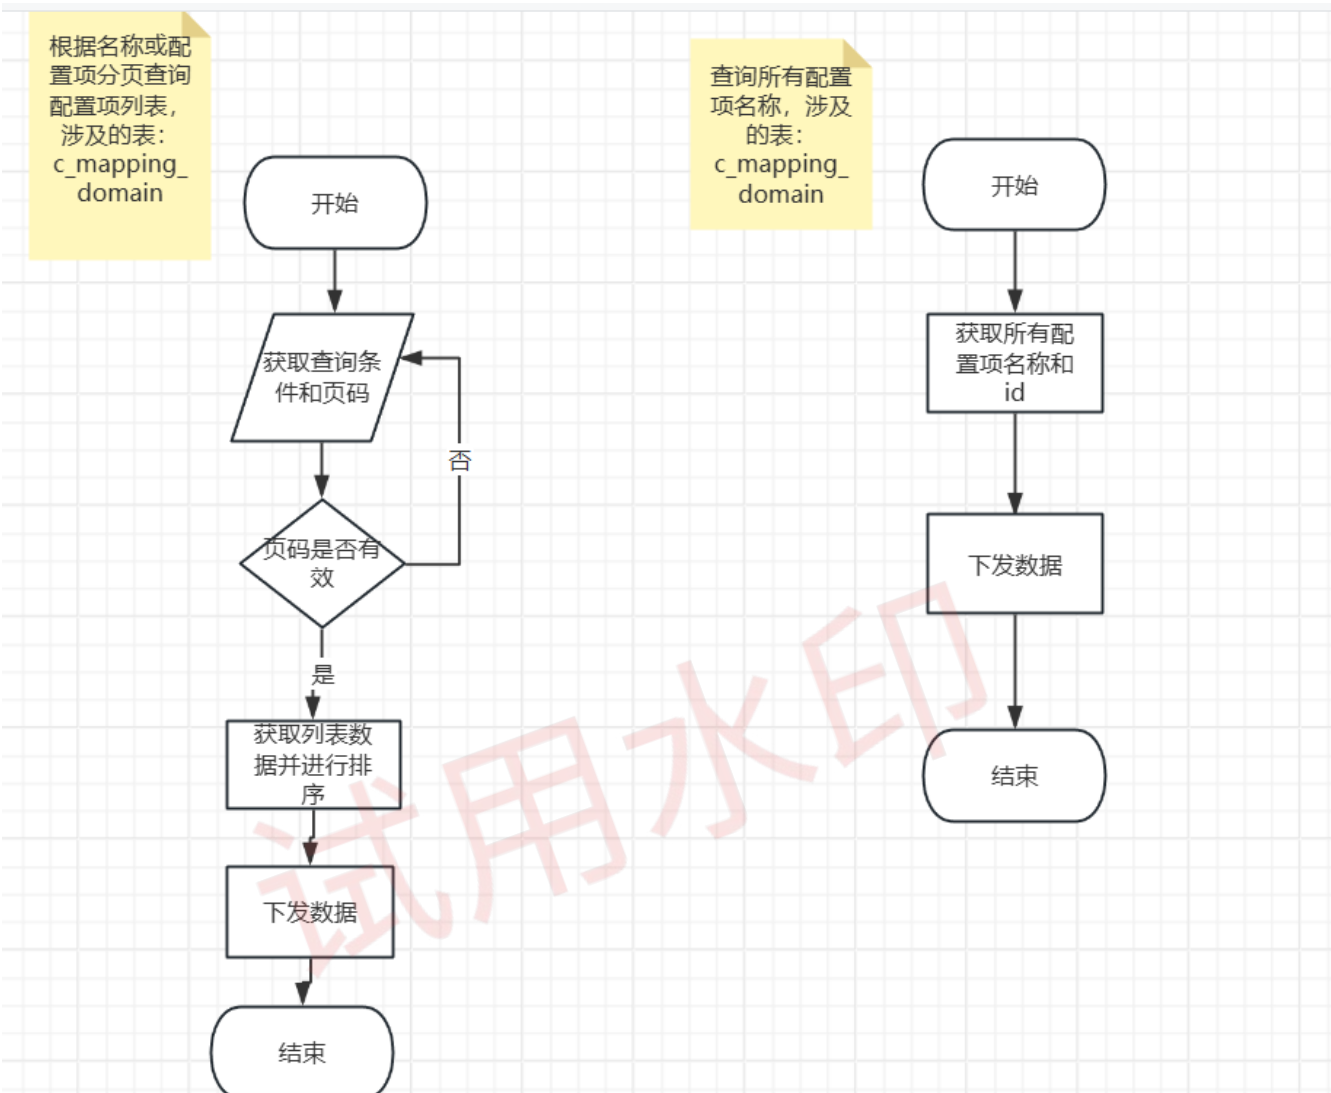 根据名称或配
置项分页查询
配置项列表，
涉及的表：
c_mapping_
domain
开始
获取查询条
件和页码
否
页码是否有
效
是
获取列表数
据并进行排
序
下发数据
结束
查询所有配置
项名称，涉及
的表：
c_mapping_
domain
开始
获取所有配
置项名称和
id
下发数据
结束
试用水印